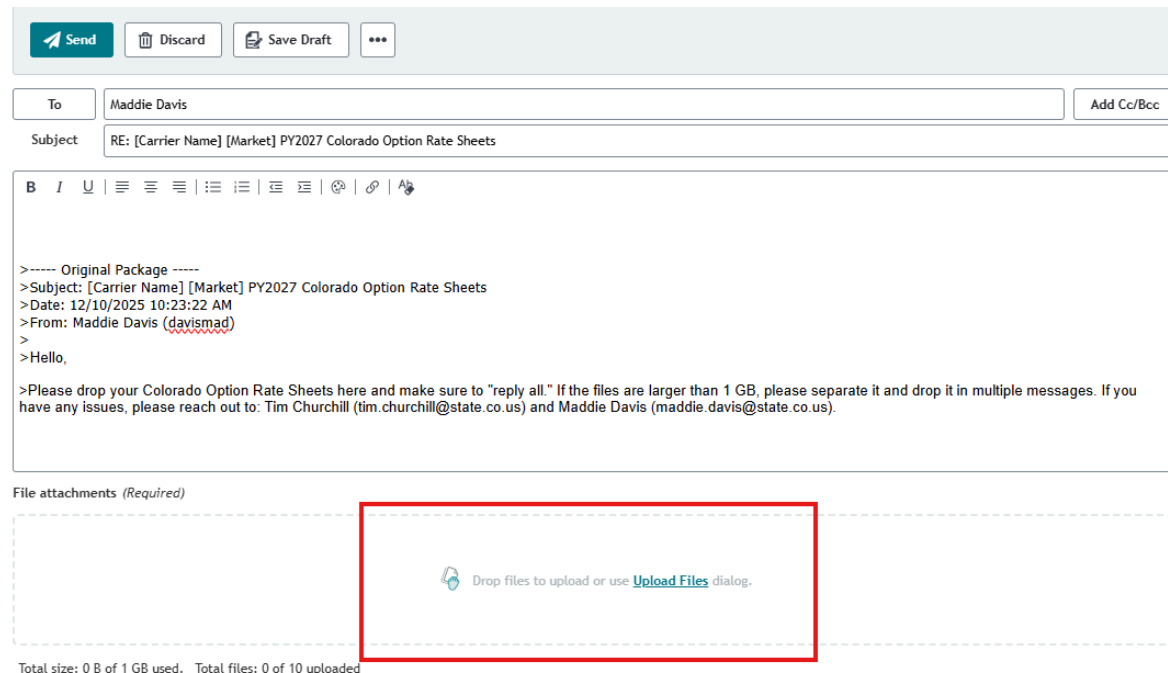 Send Discard Save Draft •••
To Maddie Davis Add Cc/Bcc
Subject RE: [Carrier Name] [Market] PY2027 Colorado Option Rate Sheets
B I U
>----- Original Package -----
>Subject: [Carrier Name] [Market] PY2027 Colorado Option Rate Sheets
>Date: 12/10/2025 10:23:22 AM
>From: Maddie Davis (davismad)
>
>Hello,
>Please drop your Colorado Option Rate Sheets here and make sure to "reply all." If the files are larger than 1 GB, please separate it and drop it in multiple messages. If you
have any issues, please reach out to: Tim Churchill (tim.churchill@state.co.us) and Maddie Davis (maddie.davis@state.co.us).
File attachments (Required)
Drop files to upload or use Upload Files dialog.
Total size: 0 B of 1 GB used. Total files: 0 of 10 uploaded